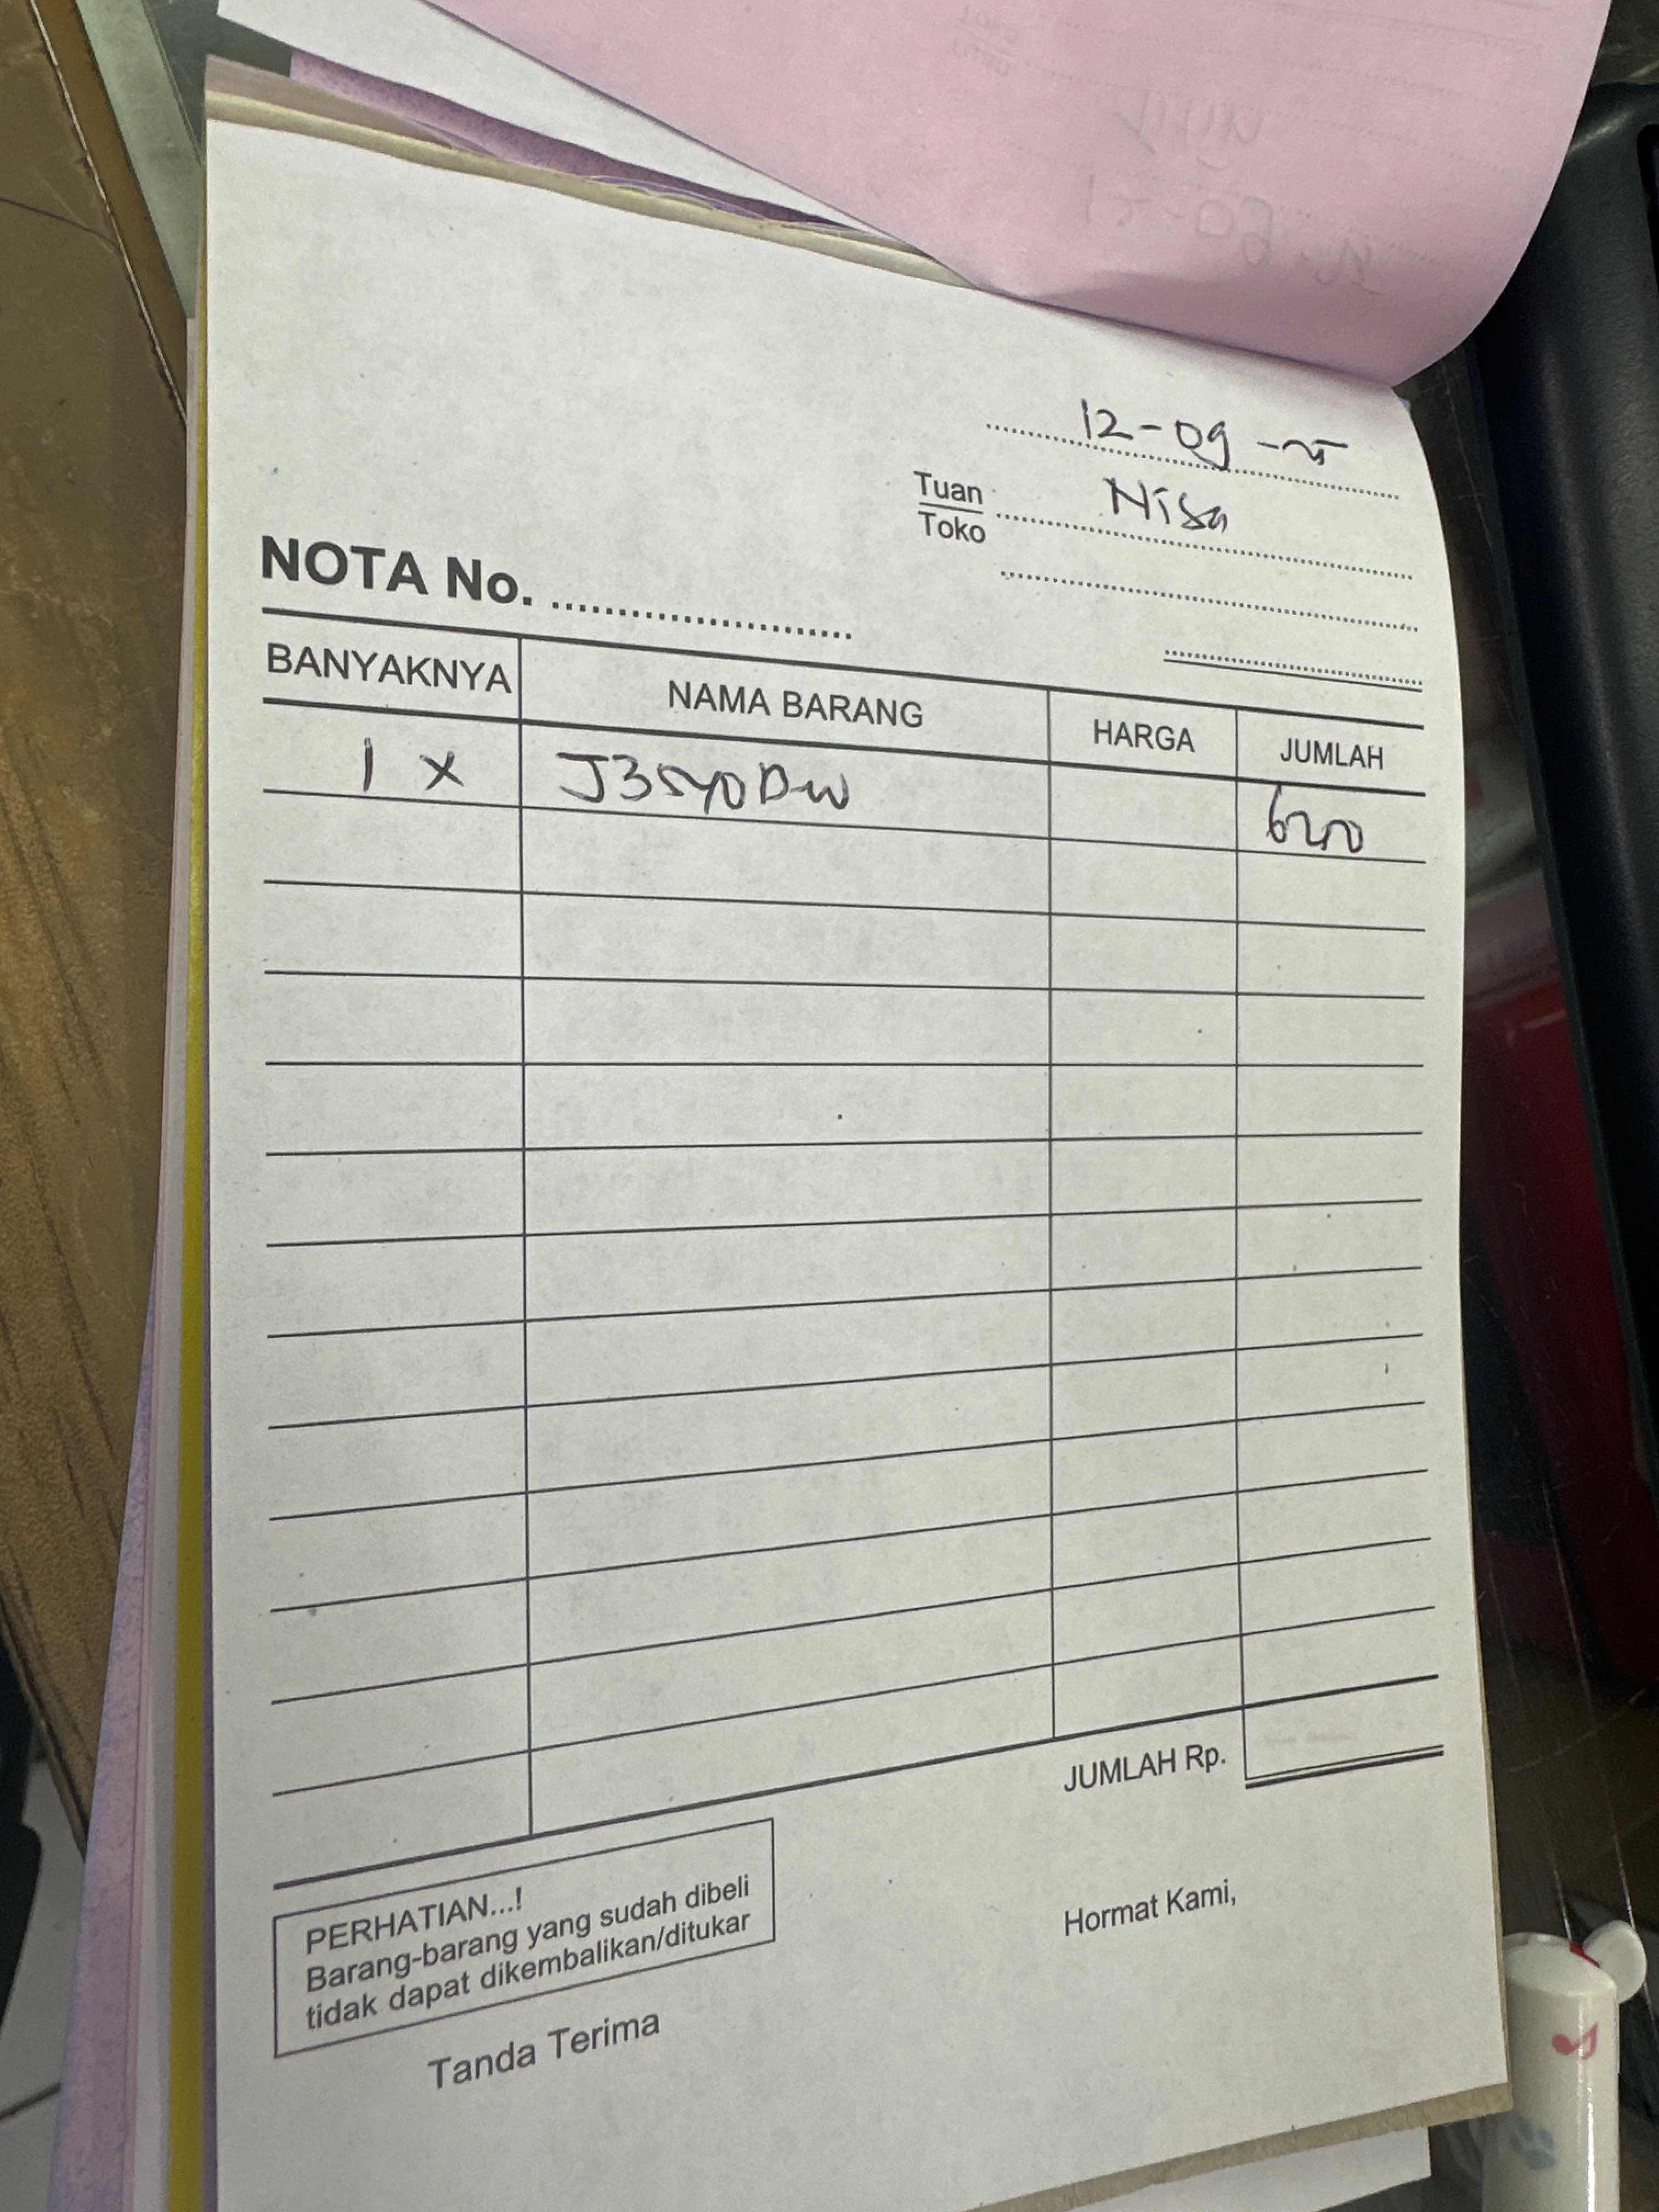 12-09-25
Tuan
Toko
Nisa
NOTA No. ......................
BANYAKNYA NAMA BARANG HARGA JUMLAH
1 x J3540DW
JUMLAH Rp.
PERHATIAN...!
Barang-barang yang sudah dibeli
tidak dapat dikembalikan/ditukar
Hormat Kami,
Tanda Terima